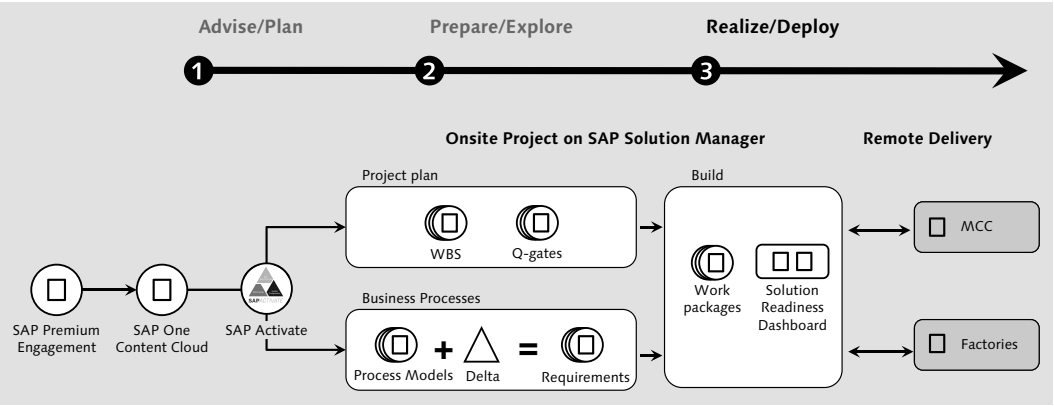 Advise/Plan
Prepare/Explore
Realize/Deploy
1
2
3
Onsite Project on SAP Solution Manager
Remote Delivery
Project plan
Build
WBS
Q-gates
MCC
SAP Premium
Engagement
SAP One
Content Cloud
SAPACTIVATE
SAP Activate
Business Processes
Process Models
+
Delta
=
Requirements
Work
packages
Solution
Readiness
Dashboard
Factories